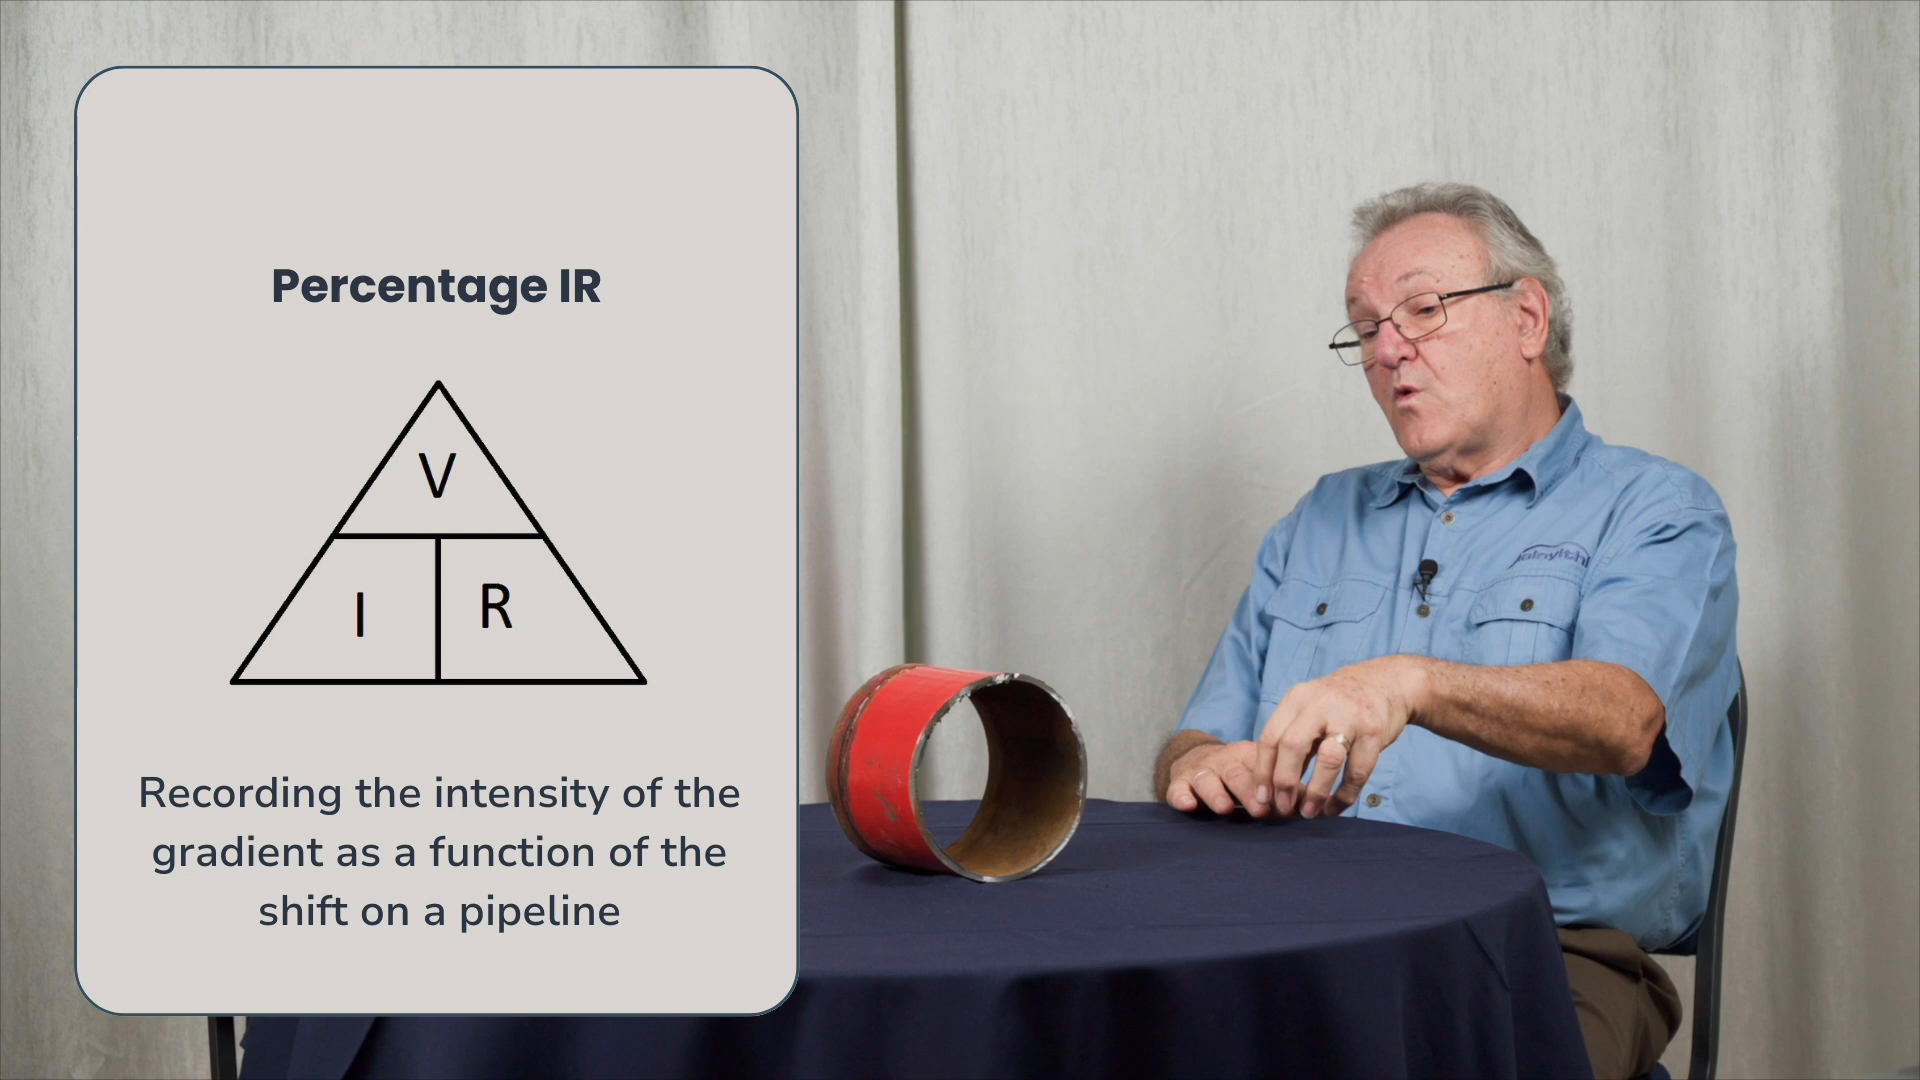 Percentage IR
V
I R
Recording the intensity of the
gradient as a function of the
shift on a pipeline